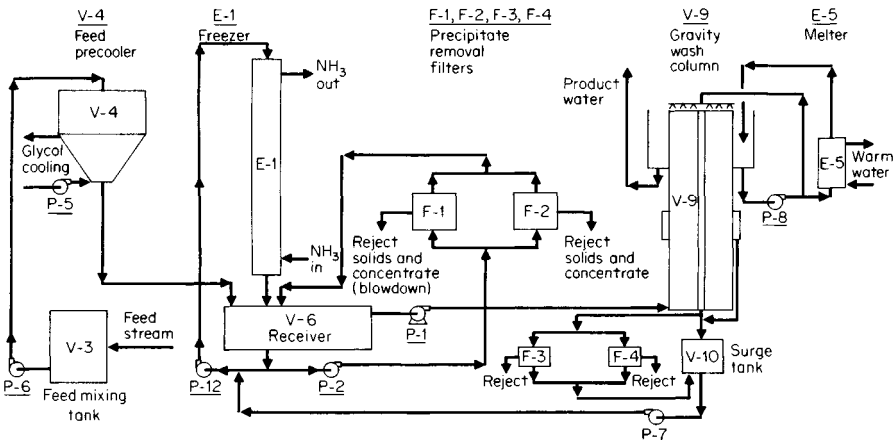 V-4
Feed
precooler
E-1
Freezer
F-1, F-2, F-3, F-4
Precipitate
removal
filters
V-9
Gravity
wash
column
E-5
Melter
NH3
out
Product
water
V-4
Glycol
cooling
P-5
E-1
F-1
F-2
V-9
E-5
Warm
water
P-8
Reject
solids and
concentrate
(blowdown)
Reject
solids and
concentrate
NH3
in
V-6
Receiver
P-1
Feed
stream
V-3
P-6
Feed mixing
tank
P-12
P-2
F-3
F-4
Reject
Reject
V-10
Surge
tank
P-7